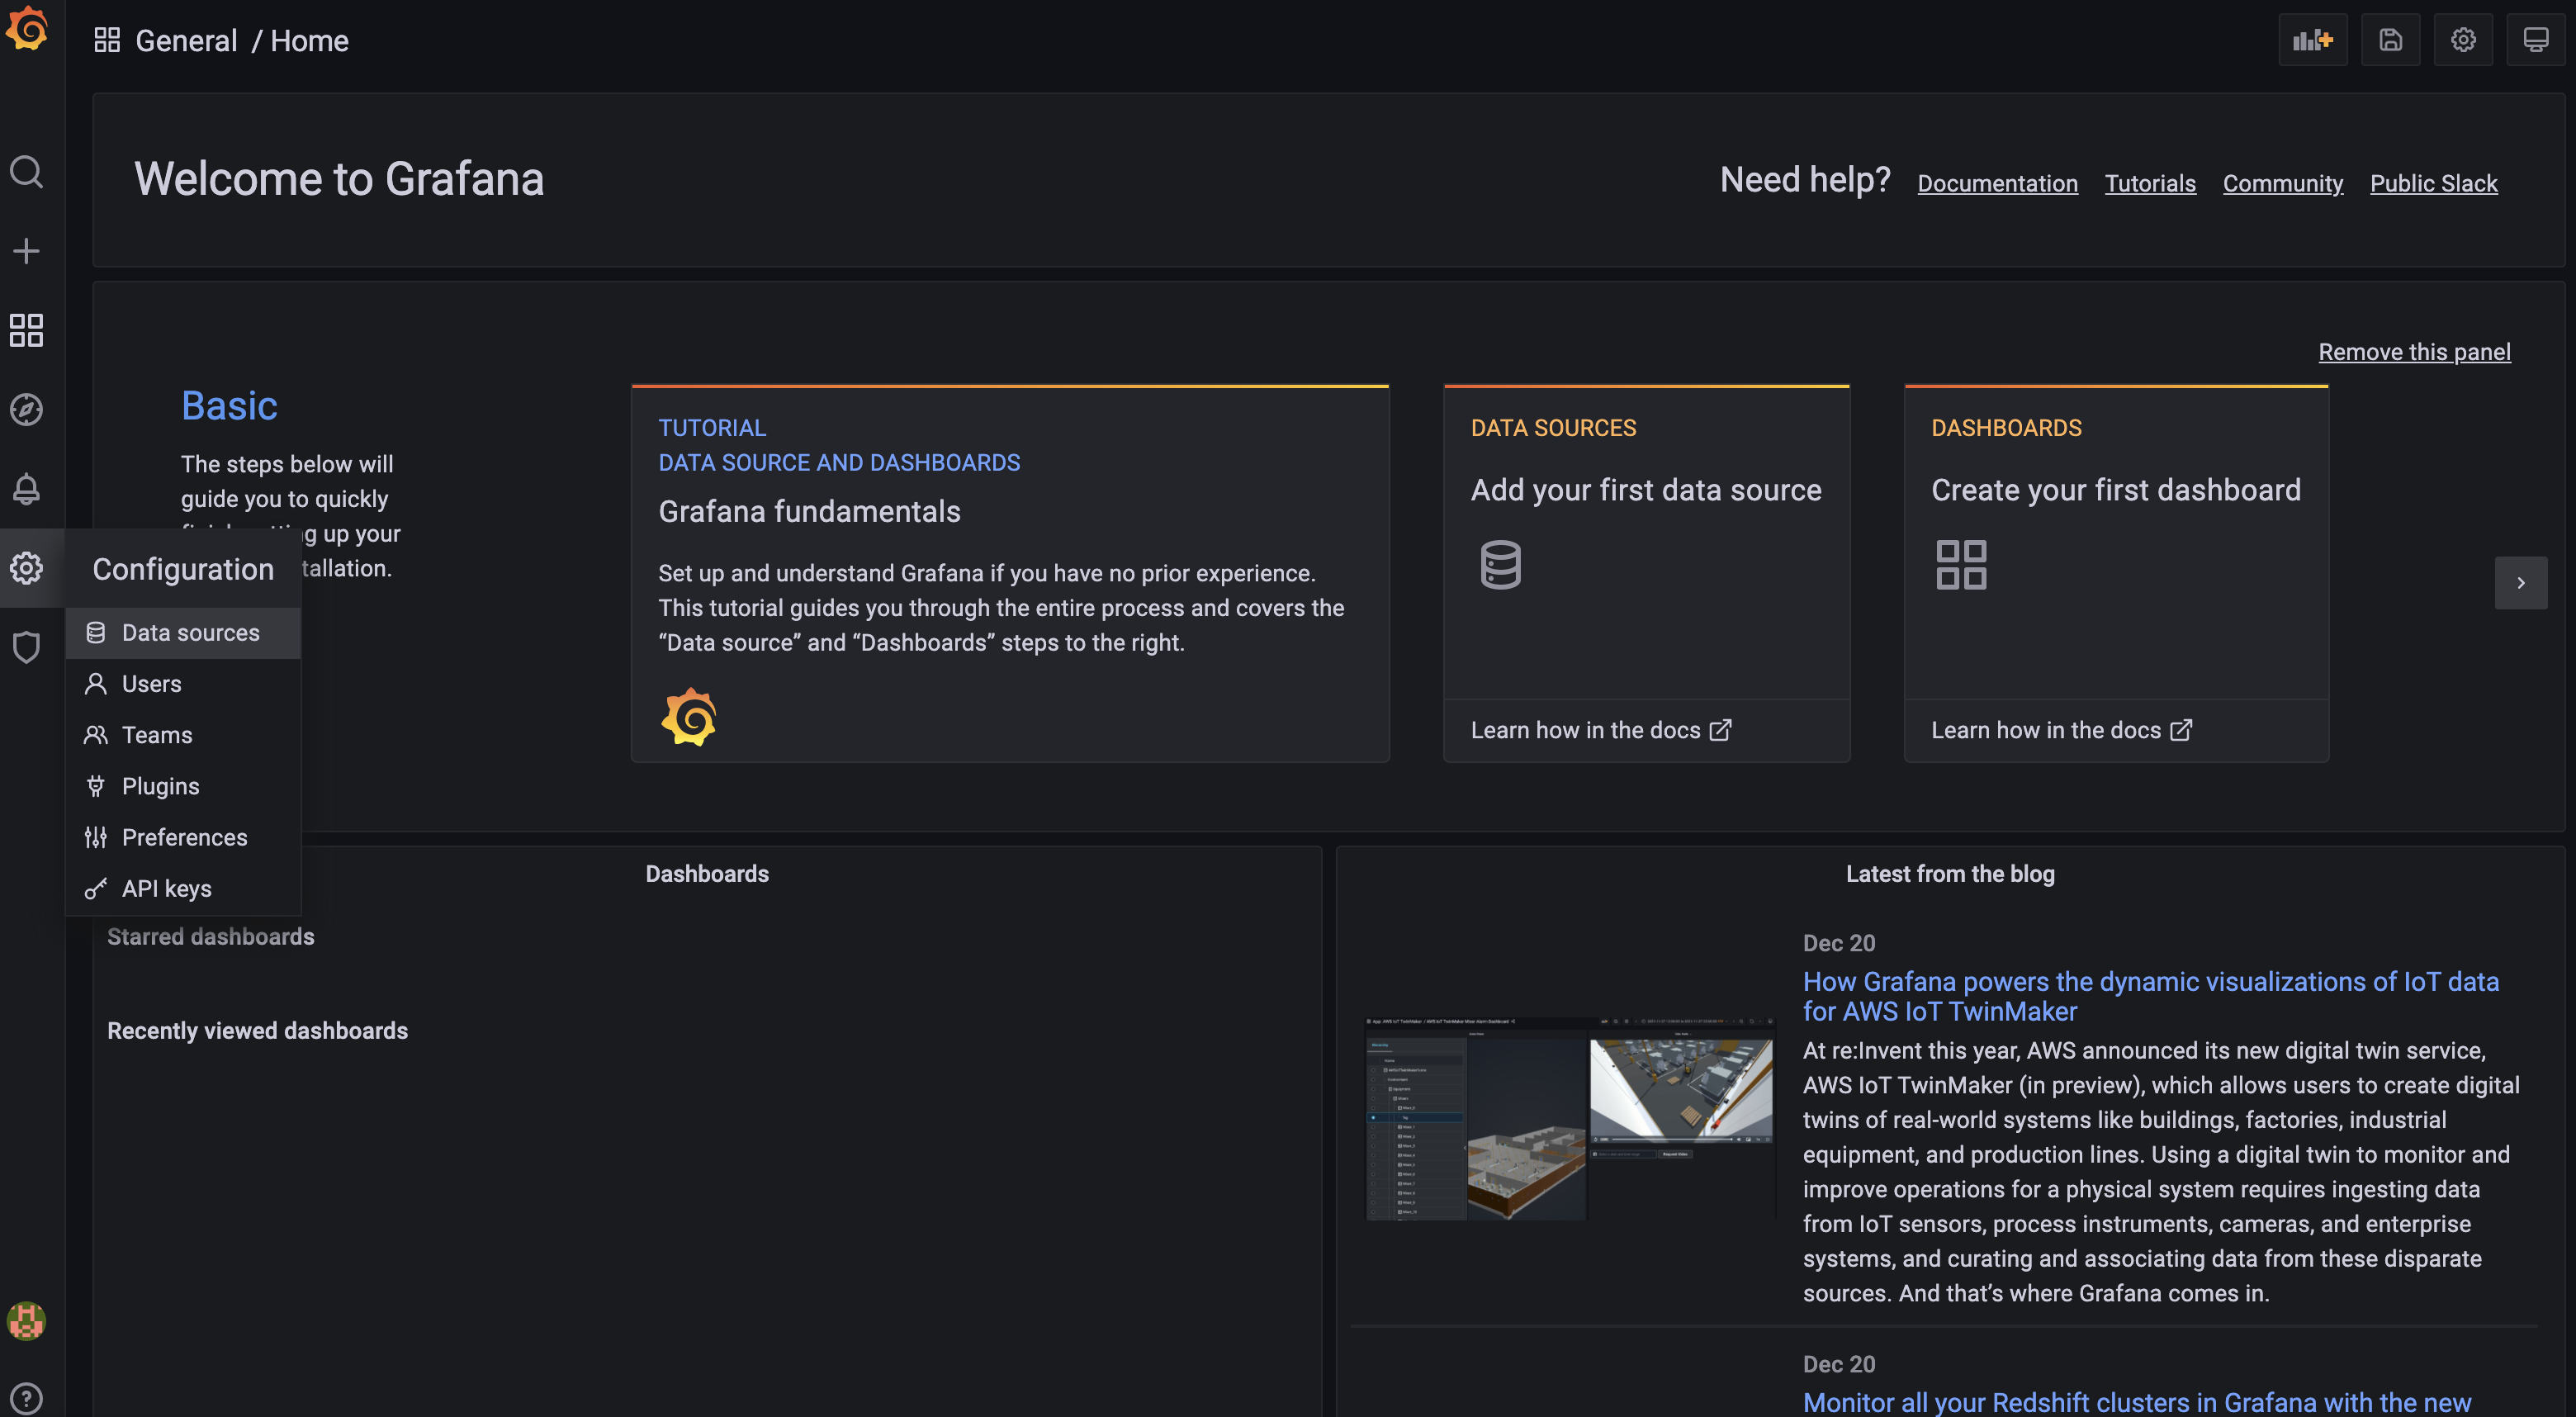 General / Home
Welcome to Grafana
Need help? Documentation Tutorials Community Public Slack
Remove this panel
Basic
The steps below will
guide you to quickly
up your
tallation.
TUTORIAL
DATA SOURCE AND DASHBOARDS
Grafana fundamentals
Set up and understand Grafana if you have no prior experience.
This tutorial guides you through the entire process and covers the
“Data source” and “Dashboards” steps to the right.
DATA SOURCES
Add your first data source
Learn how in the docs
DASHBOARDS
Create your first dashboard
Learn how in the docs
Configuration
Data sources
Users
Teams
Plugins
Preferences
API keys
Dashboards
Starred dashboards
Recently viewed dashboards
Latest from the blog
Dec 20
How Grafana powers the dynamic visualizations of IoT data
for AWS IoT TwinMaker
At re:Invent this year, AWS announced its new digital twin service,
AWS IoT TwinMaker (in preview), which allows users to create digital
twins of real-world systems like buildings, factories, industrial
equipment, and production lines. Using a digital twin to monitor and
improve operations for a physical system requires ingesting data
from IoT sensors, process instruments, cameras, and enterprise
systems, and curating and associating data from these disparate
sources. And that’s where Grafana comes in.
Dec 20
Monitor all your Redshift clusters in Grafana with the new